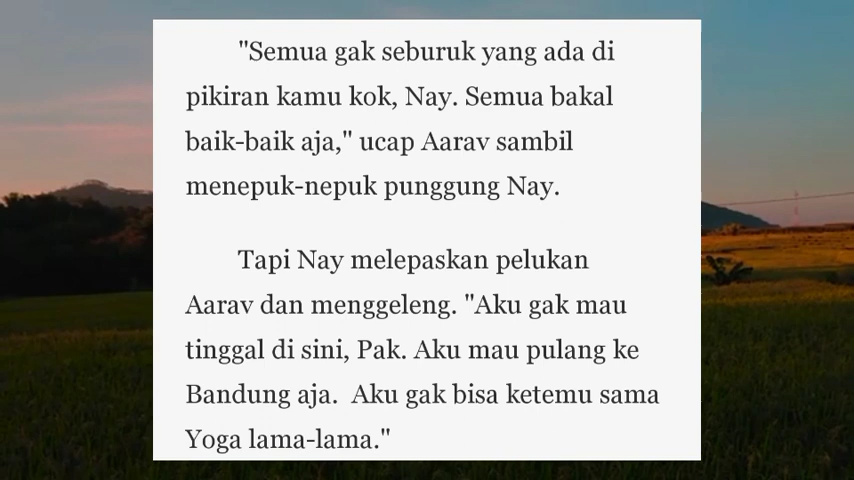 "Semua gak seburuk yang ada di
pikiran kamu kok, Nay. Semua bakal
baik-baik aja," ucap Aarav sambil
menepuk-nepuk punggung Nay.
Tapi Nay melepaskan pelukan
Aarav dan menggeleng. "Aku gak mau
tinggal di sini, Pak. Aku mau pulang ke
Bandung aja.  Aku gak bisa ketemu sama
Yoga lama-lama."